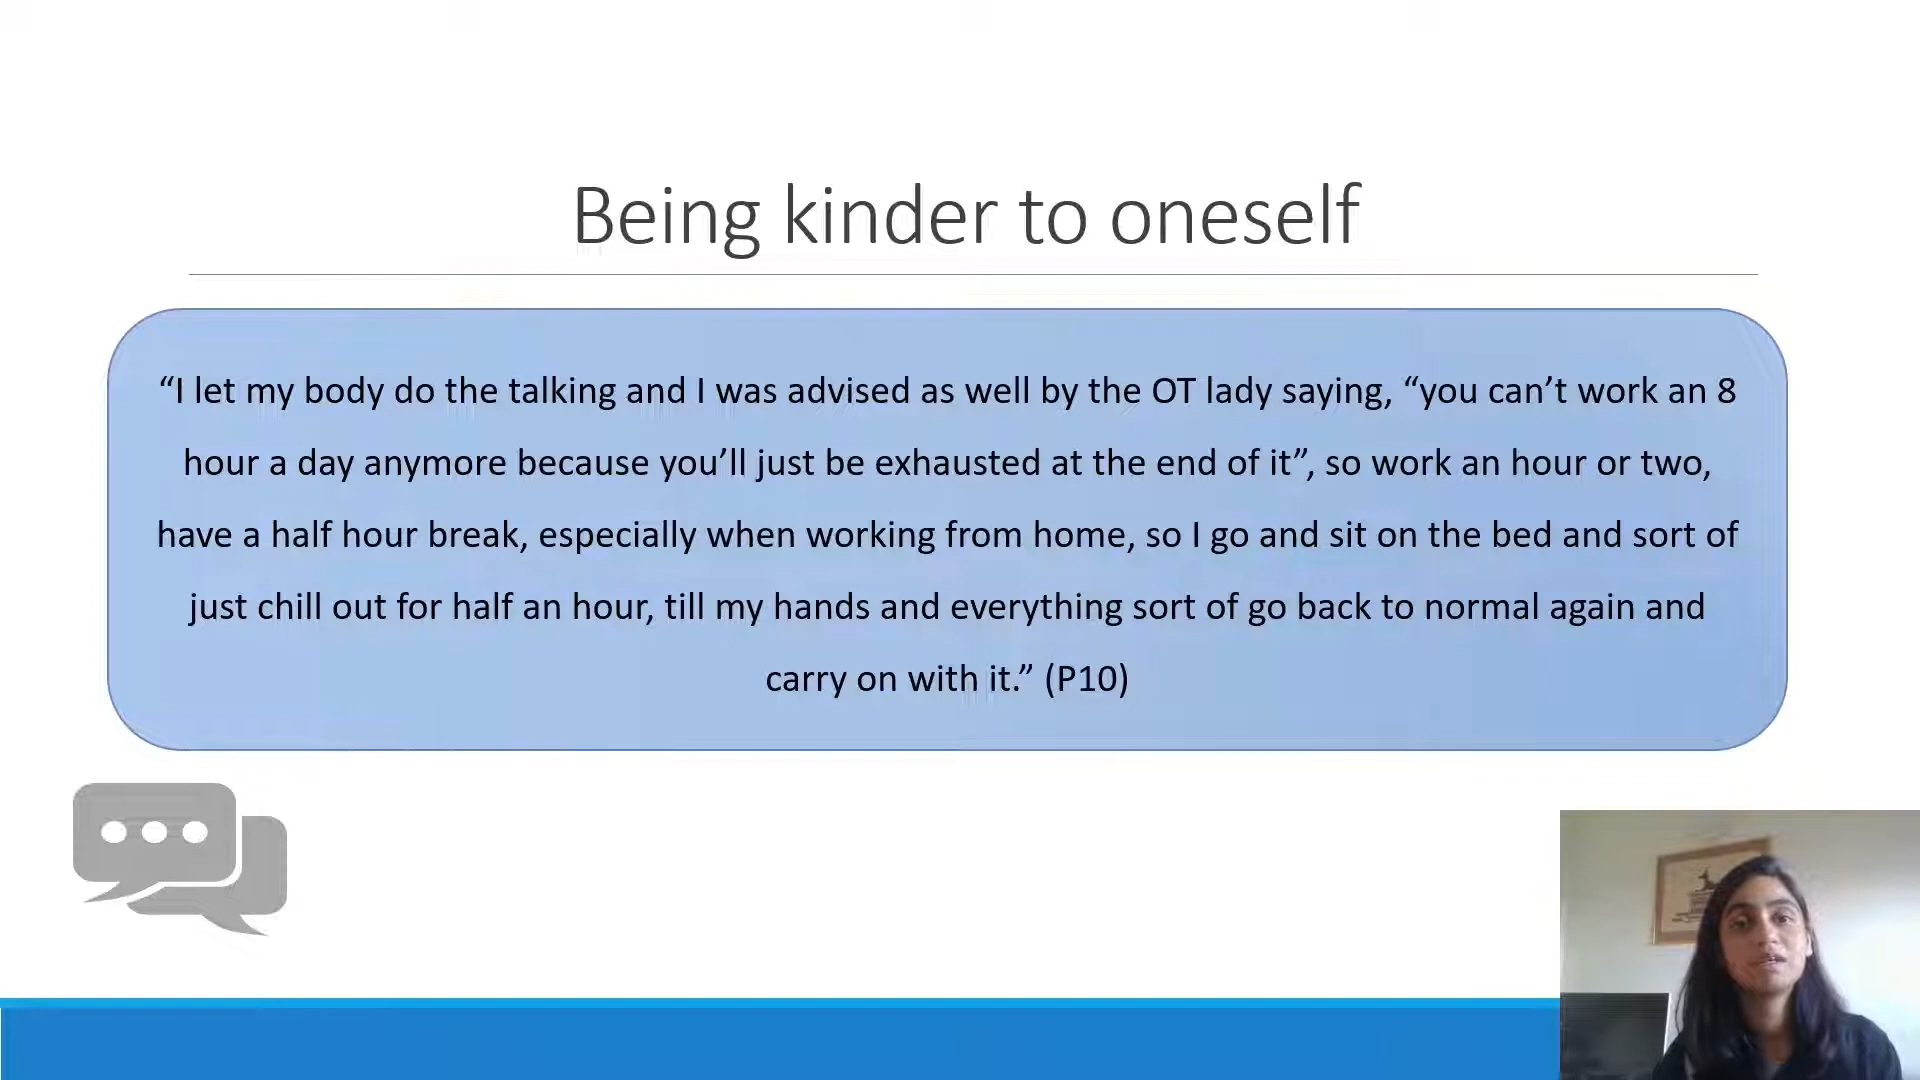 Being kinder to oneself
“I let my body do the talking and I was advised as well by the OT lady saying, “you can’t work an 8
hour a day anymore because you’ll just be exhausted at the end of it”, so work an hour or two,
have a half hour break, especially when working from home, so I go and sit on the bed and sort of
just chill out for half an hour, till my hands and everything sort of go back to normal again and
carry on with it.” (P10)